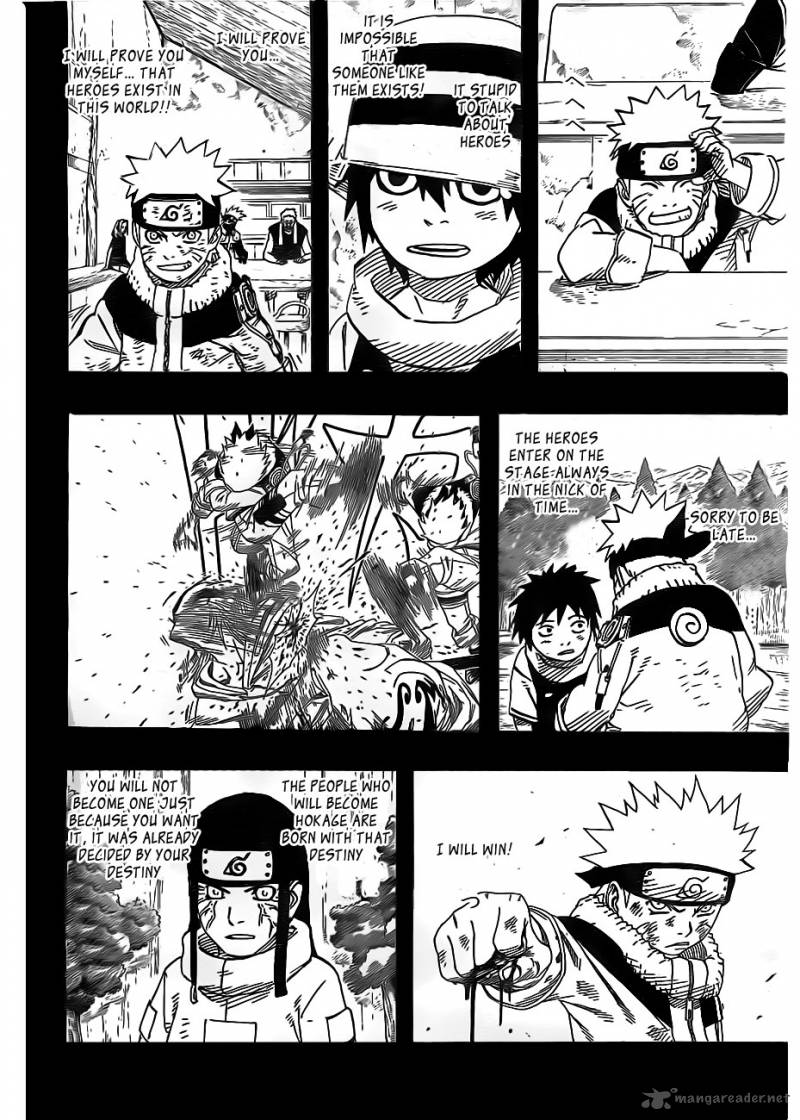 I WILL PROVE
YOU...
I WILL PROVE YOU
MYSELF... THAT
HEROES EXIST IN
THIS WORLD!!
IT IS
IMPOSSIBLE
THAT
SOMEONE LIKE
THEM EXISTS!
IT STUPID
TO TALK
ABOUT
HEROES
THE HEROES
ENTER ON THE
STAGE ALWAYS
IN THE NICK OF
TIME...
SORRY TO BE
LATE...
YOU WILL NOT
BECOME ONE JUST
BECAUSE YOU WANT
IT, IT WAS ALREADY
DECIDED BY YOUR
DESTINY
THE PEOPLE WHO
WILL BECOME
HOKAGE ARE
BORN WITH THAT
DESTINY
I WILL WIN!
mangareader.net